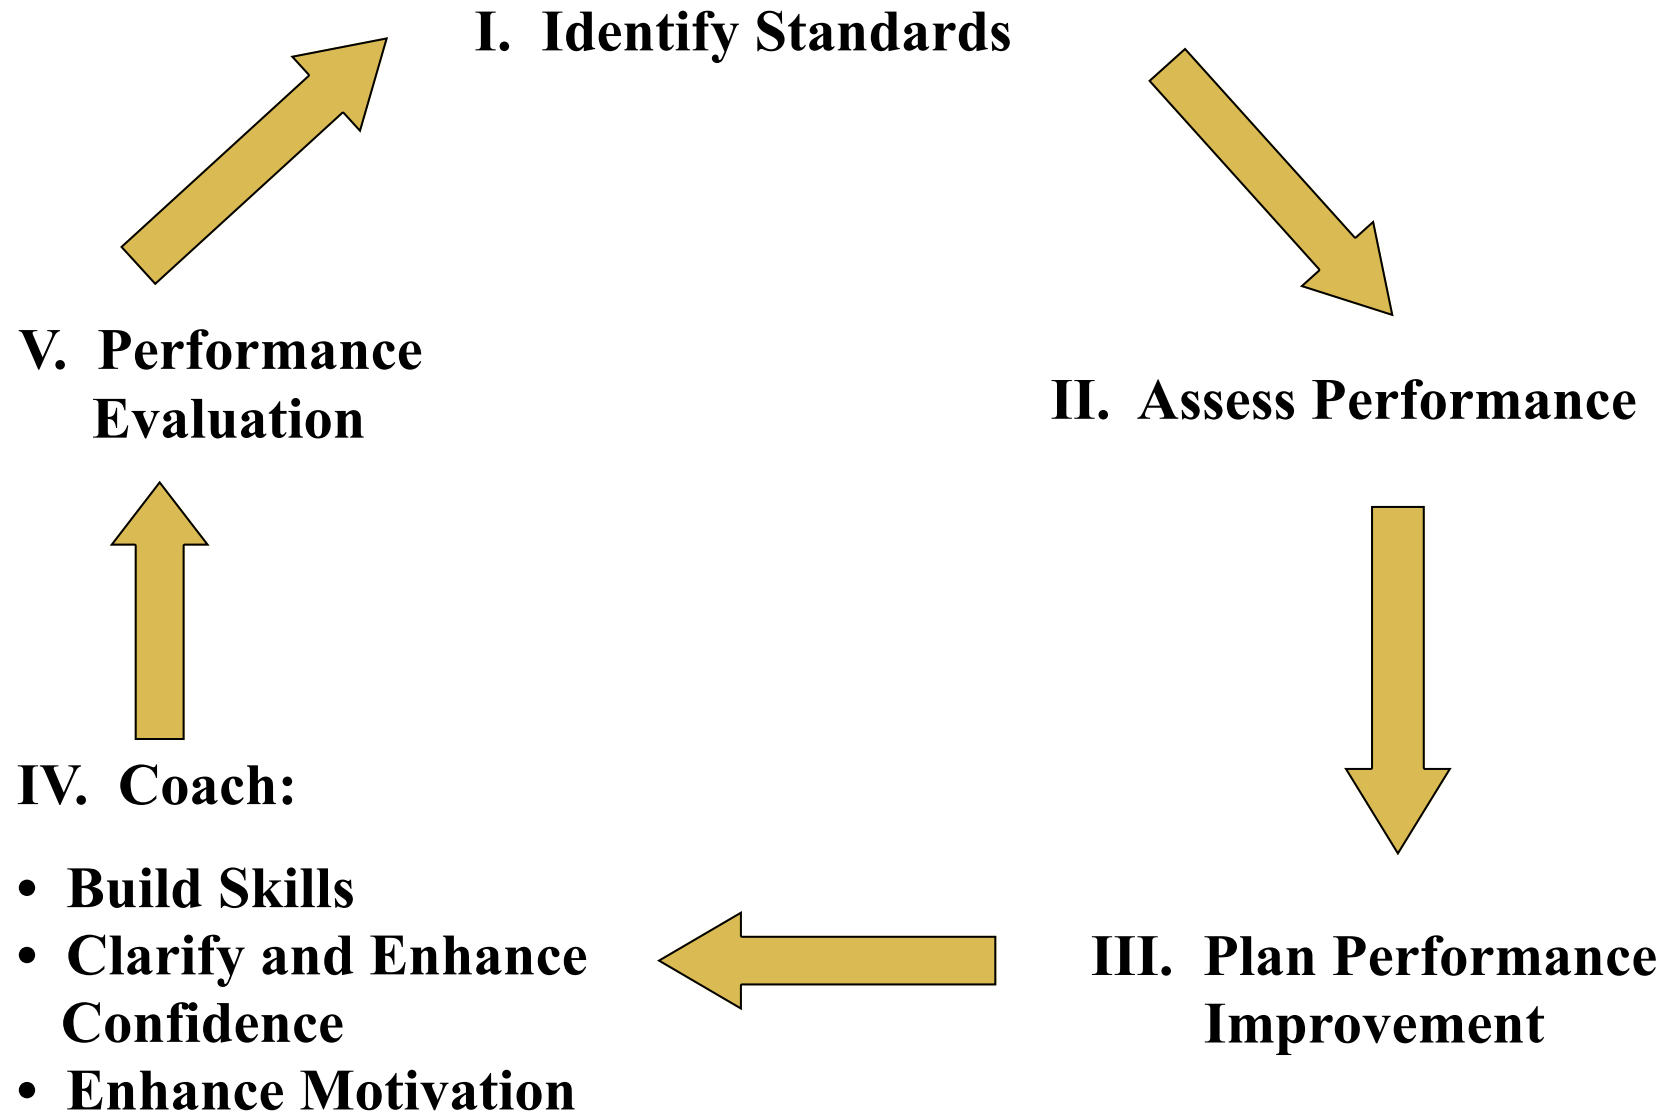 I. Identify Standards
II. Assess Performance
III. Plan Performance
Improvement
IV. Coach:
• Build Skills
• Clarify and Enhance
Confidence
• Enhance Motivation
V. Performance
Evaluation